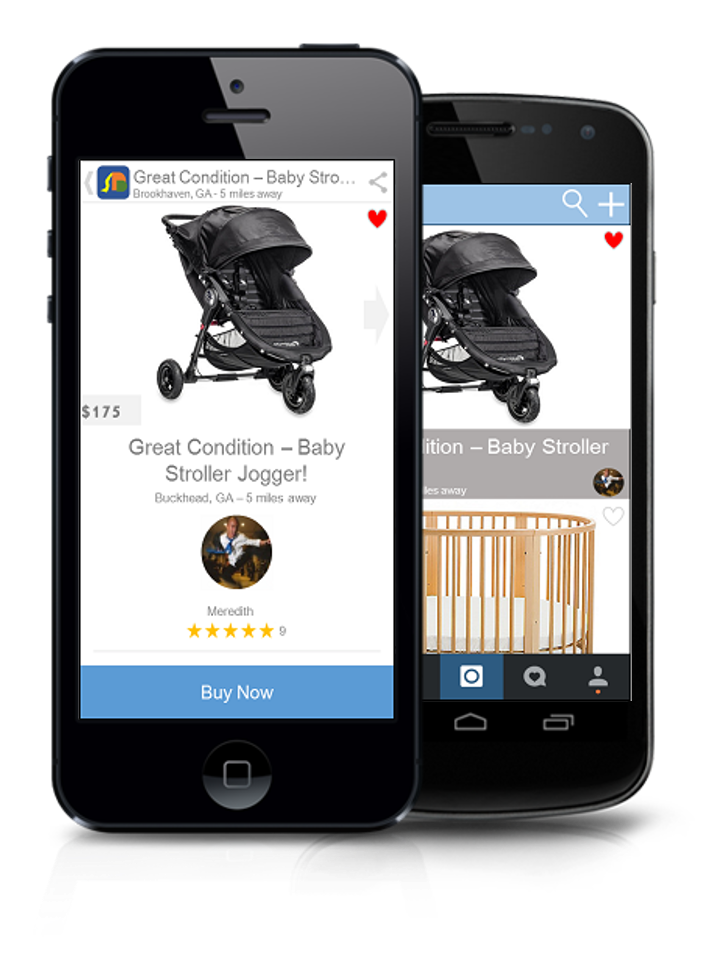 Great Condition – Baby Stro...
Brookhaven, GA - 5 miles away
$175
Great Condition – Baby
Stroller Jogger!
Buckhead, GA – 5 miles away
Meredith
9
Buy Now
dition – Baby Stroller
les away